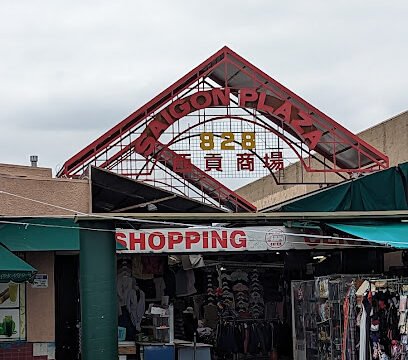 SAIGON PLAZA
828
西貢商場
SHOPPING